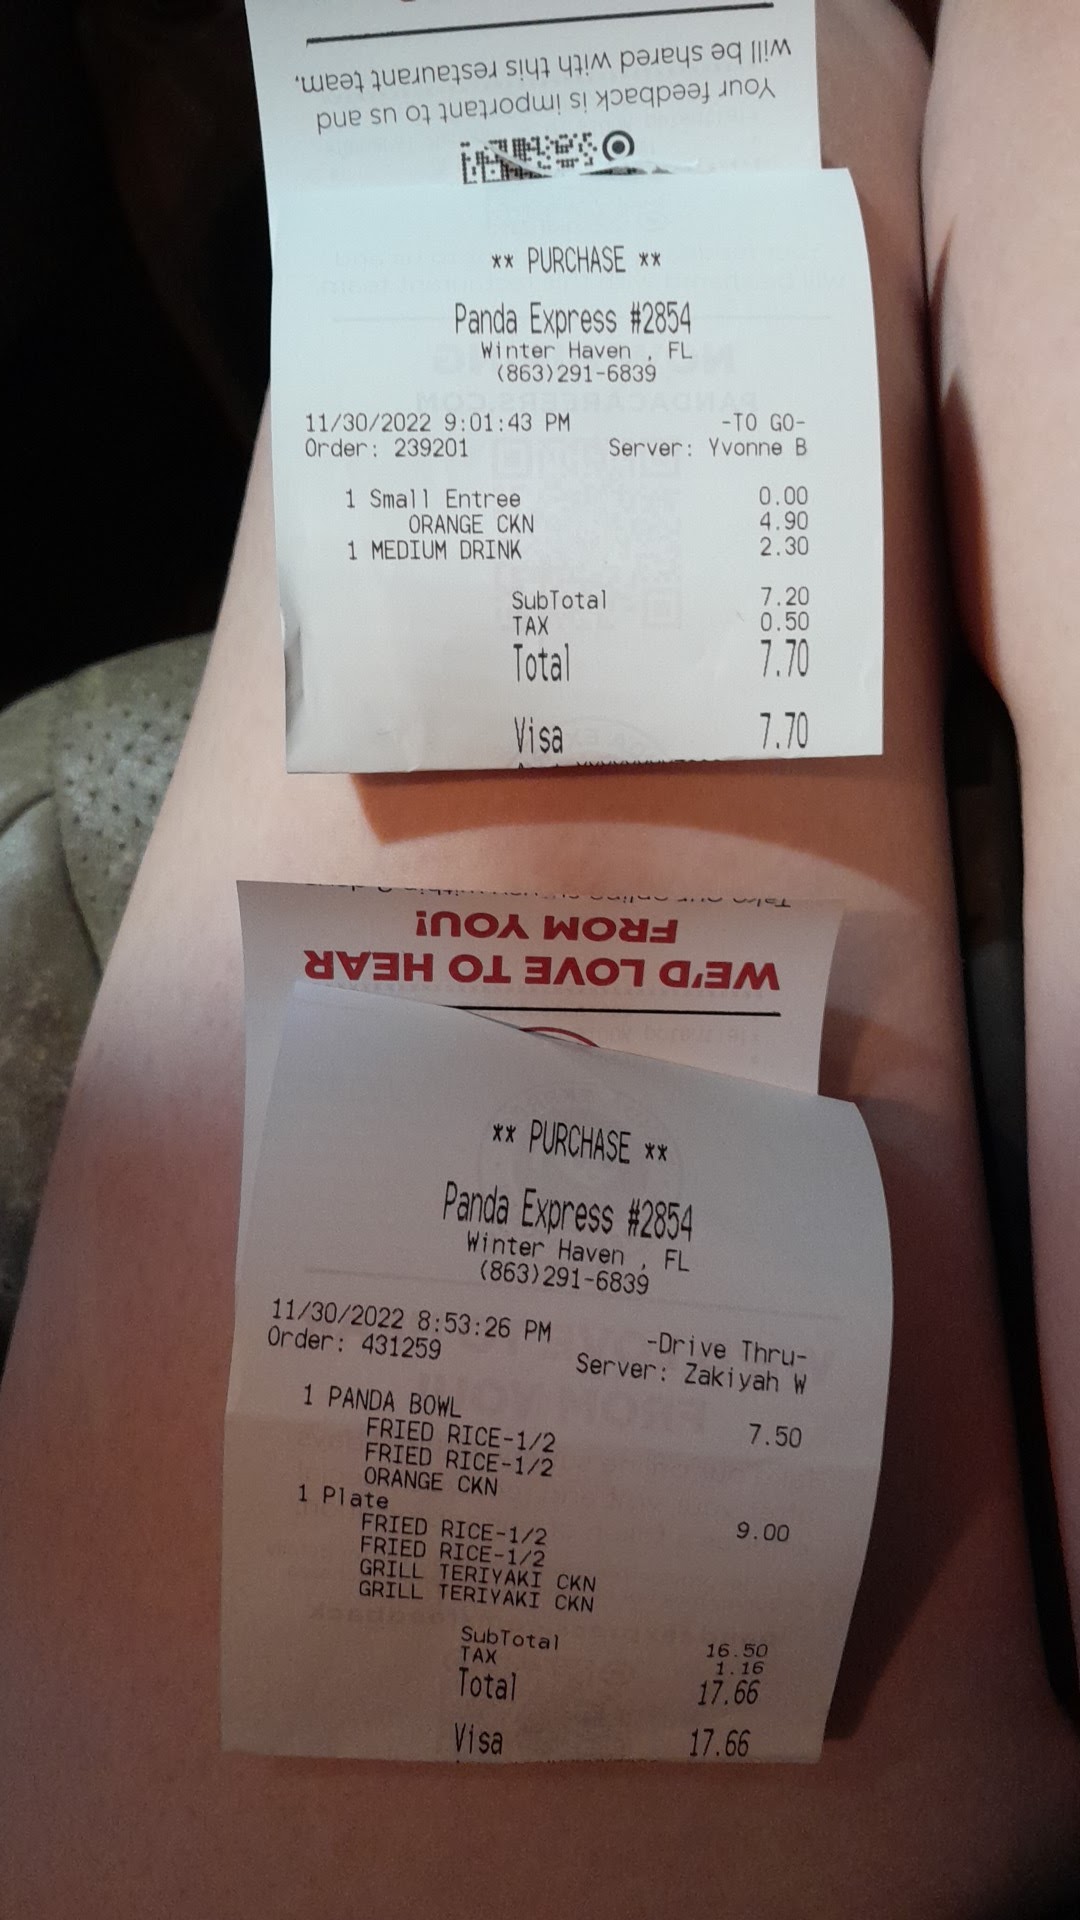 will be shared with this restaurant team.
Your feedback is important to us and
** PURCHASE **
Panda Express #2854
Winter Haven , FL
(863)291-6839
11/30/2022 9:01:43 PM -TO GO-
Order: 239201 Server: Yvonne B
1 Small Entree 0.00
ORANGE CKN 4.90
1 MEDIUM DRINK 2.30
SubTotal 7.20
TAX 0.50
Total 7.70
Visa 7.70
WE'D LOVE TO HEAR
FROM YOU!
** PURCHASE **
Panda Express #2854
Winter Haven , FL
(863)291-6839
11/30/2022 8:53:26 PM -Drive Thru-
Order: 431259 Server: Zakiyah W
1 PANDA BOWL 7.50
FRIED RICE-1/2
FRIED RICE-1/2
ORANGE CKN
1 Plate 9.00
FRIED RICE-1/2
FRIED RICE-1/2
GRILL TERIYAKI CKN
GRILL TERIYAKI CKN
SubTotal 16.50
TAX 1.16
Total 17.66
Visa 17.66